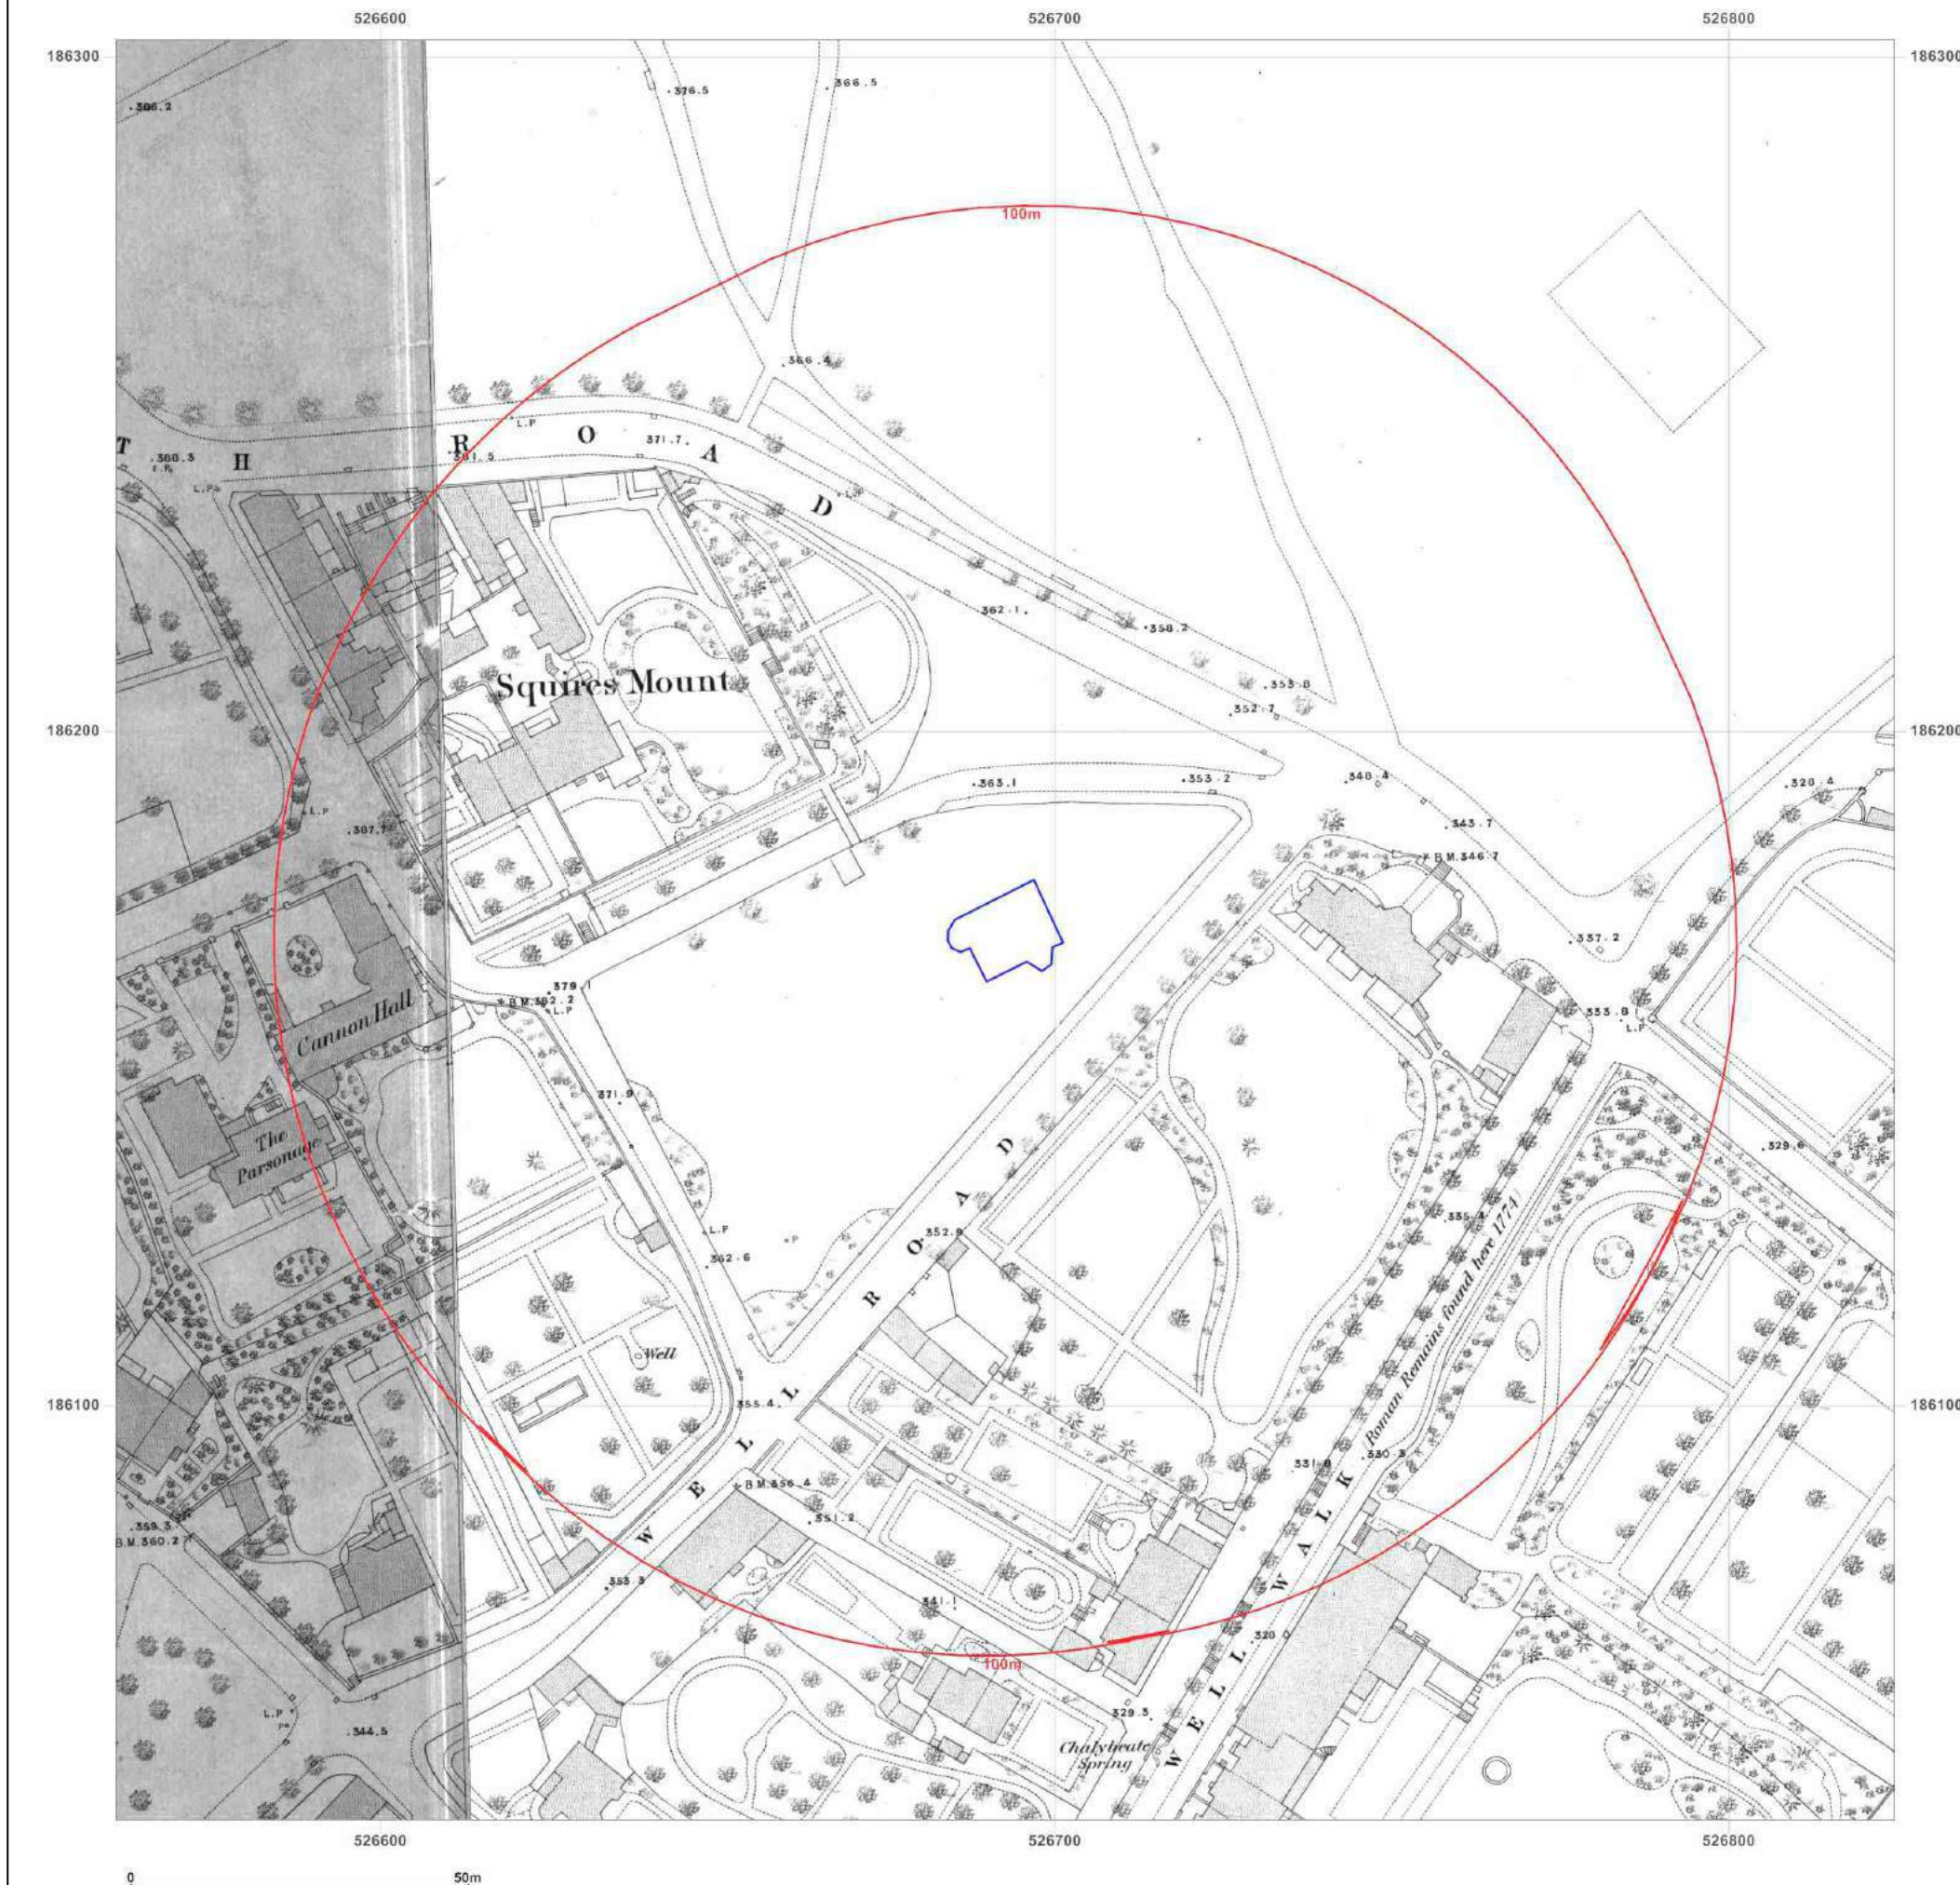 526600
526700
526800
186300
186300
.376.5
.366.5
100m
.366.4
T H R O A D
L.P
371.7.
L.P
L.P
362.1.
.358.2
Squires Mount
.353.8
.352.7
186200
186200
.363.1
.353.2
.348.4
.328.4
L.P
.343.7
B.M.346.7
.337.2
379.1
B.M.382.2
L.P
Cannon Hall
333.8
L.P
371.9
The
Parsonage
.329.6
L.P
362.6
P
352.9
.335.4
Roman Remains found here 1774
Well
186100
186100
355.4.
WELL ROAD
B.M.356.4
.351.2
331.8
.330.3
.359.3
B.M.360.2
.353.3
341.1
.320.0
100m
L.P
P
.344.5
329.5
Chalybeate
Spring
WELL WALK
526600
526700
526800
0
50m